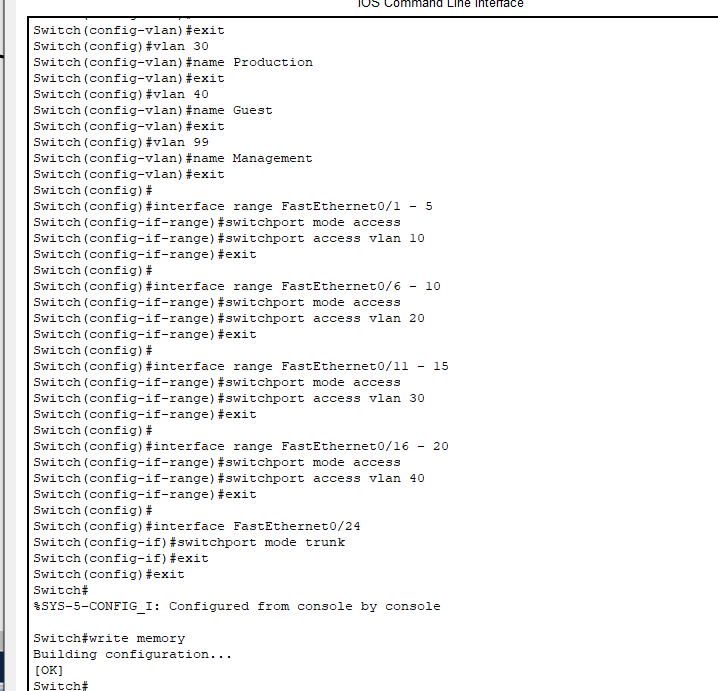 IOS Command Line Interface
Switch(config-vlan)#exit
Switch(config)#vlan 30
Switch(config-vlan)#name Production
Switch(config-vlan)#exit
Switch(config)#vlan 40
Switch(config-vlan)#name Guest
Switch(config-vlan)#exit
Switch(config)#vlan 99
Switch(config-vlan)#name Management
Switch(config-vlan)#exit
Switch(config)#
Switch(config)#interface range FastEthernet0/1 - 5
Switch(config-if-range)#switchport mode access
Switch(config-if-range)#switchport access vlan 10
Switch(config-if-range)#exit
Switch(config)#
Switch(config)#interface range FastEthernet0/6 - 10
Switch(config-if-range)#switchport mode access
Switch(config-if-range)#switchport access vlan 20
Switch(config-if-range)#exit
Switch(config)#
Switch(config)#interface range FastEthernet0/11 - 15
Switch(config-if-range)#switchport mode access
Switch(config-if-range)#switchport access vlan 30
Switch(config-if-range)#exit
Switch(config)#
Switch(config)#interface range FastEthernet0/16 - 20
Switch(config-if-range)#switchport mode access
Switch(config-if-range)#switchport access vlan 40
Switch(config-if-range)#exit
Switch(config)#
Switch(config)#interface FastEthernet0/24
Switch(config-if)#switchport mode trunk
Switch(config-if)#exit
Switch(config)#exit
Switch#
%SYS-5-CONFIG_I: Configured from console by console
Switch#write memory
Building configuration...
[OK]
Switch#